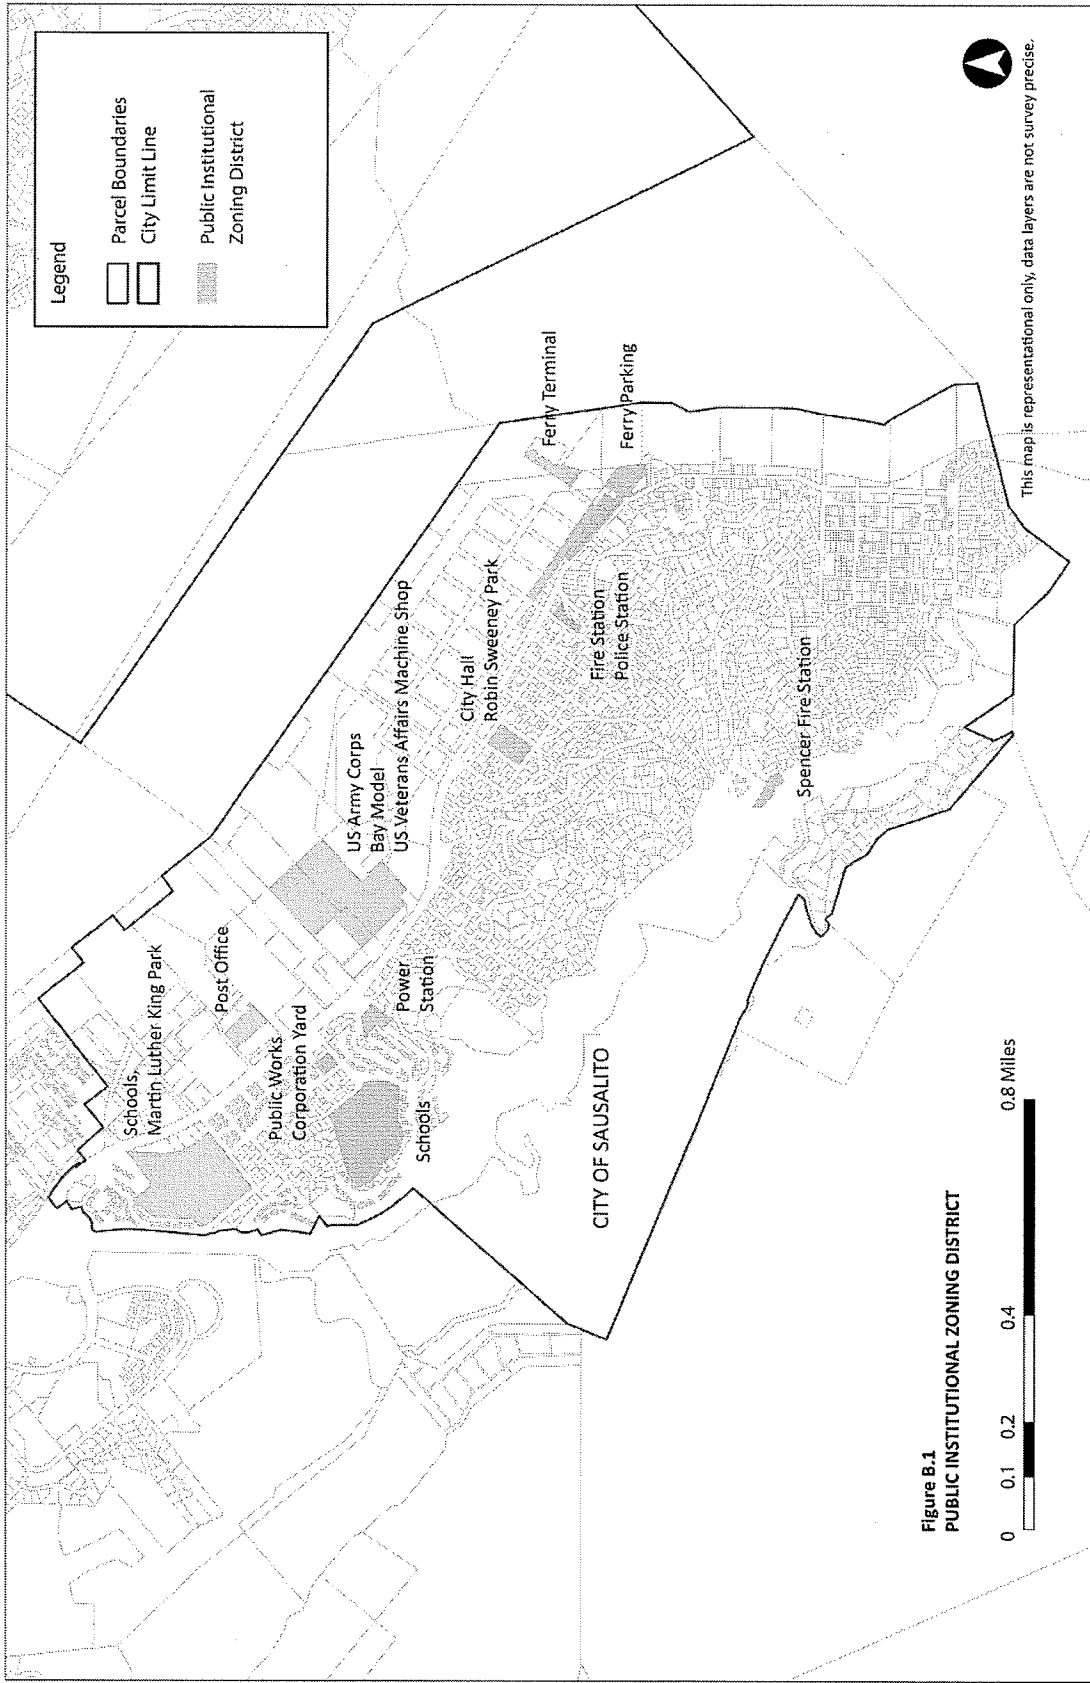 Legend
Parcel Boundaries
City Limit Line
Public Institutional
Zoning District
Schools,
Martin Luther King Park
Post Office
Public Works
Corporation Yard
Schools
Power
Station
US Army Corps
Bay Model
US Veterans Affairs Machine Shop
City Hall
Robin Sweeney Park
Ferry Terminal
Ferry Parking
Fire Station
Police Station
Spencer Fire Station
CITY OF SAUSALITO
Figure B.1
PUBLIC INSTITUTIONAL ZONING DISTRICT
0 0.1 0.2 0.4 0.8 Miles
This map is representational only, data layers are not survey precise.